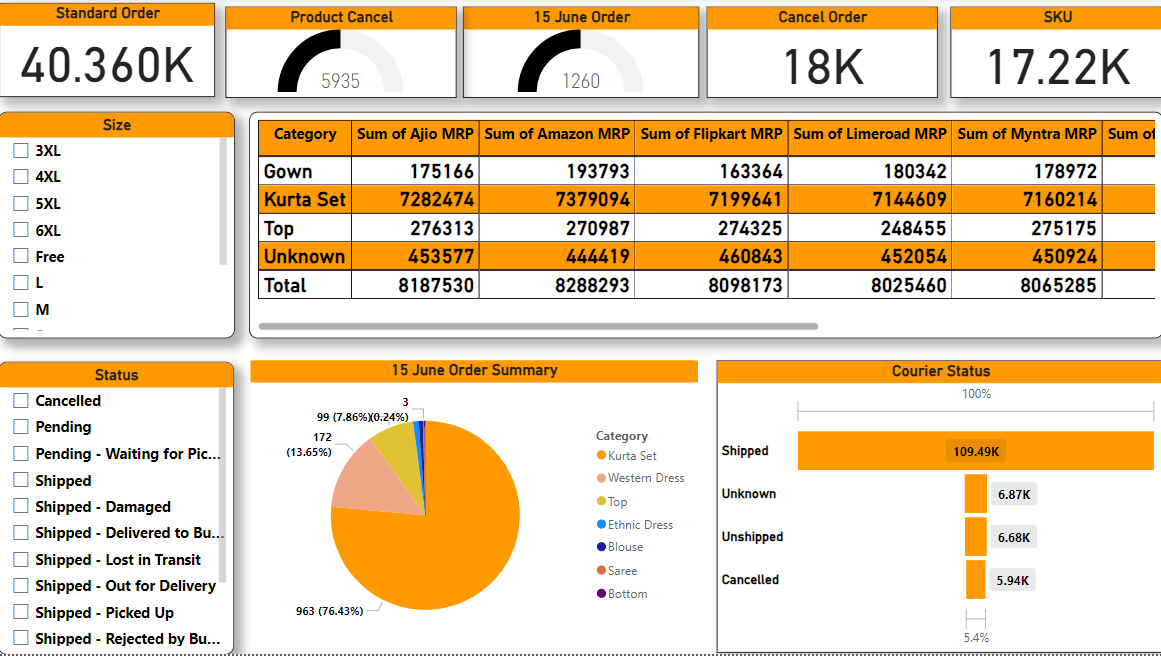 Standard Order
40.360K
Product Cancel
5935
15 June Order
1260
Cancel Order
18K
SKU
17.22K
Size
3XL
4XL
5XL
6XL
Free
L
M
Category Sum of Ajio MRP Sum of Amazon MRP Sum of Flipkart MRP Sum of Limeroad MRP Sum of Myntra MRP Sum of
Gown 175166 193793 163364 180342 178972
Kurta Set 7282474 7379094 7199641 7144609 7160214
Top 276313 270987 274325 248455 275175
Unknown 453577 444419 460843 452054 450924
Total 8187530 8288293 8098173 8025460 8065285
Status
Cancelled
Pending
Pending - Waiting for Pic...
Shipped
Shipped - Damaged
Shipped - Delivered to Bu...
Shipped - Lost in Transit
Shipped - Out for Delivery
Shipped - Picked Up
Shipped - Rejected by Bu...
15 June Order Summary
3
(0.24%)
99 (7.86%)
172
(13.65%)
963 (76.43%)
Category
Kurta Set
Western Dress
Top
Ethnic Dress
Blouse
Saree
Bottom
Courier Status
100%
Shipped 109.49K
Unknown 6.87K
Unshipped 6.68K
Cancelled 5.94K
5.4%